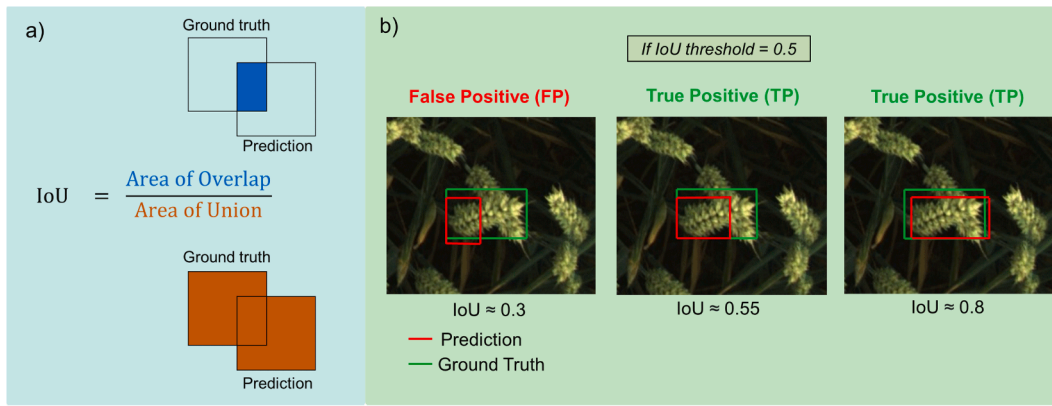 a)
Ground truth
Prediction
IoU = Area of Overlap
Area of Union
Ground truth
Prediction
b)
If IoU threshold = 0.5
False Positive (FP)
True Positive (TP)
True Positive (TP)
IoU ≈ 0.3
IoU ≈ 0.55
IoU ≈ 0.8
Prediction
Ground Truth